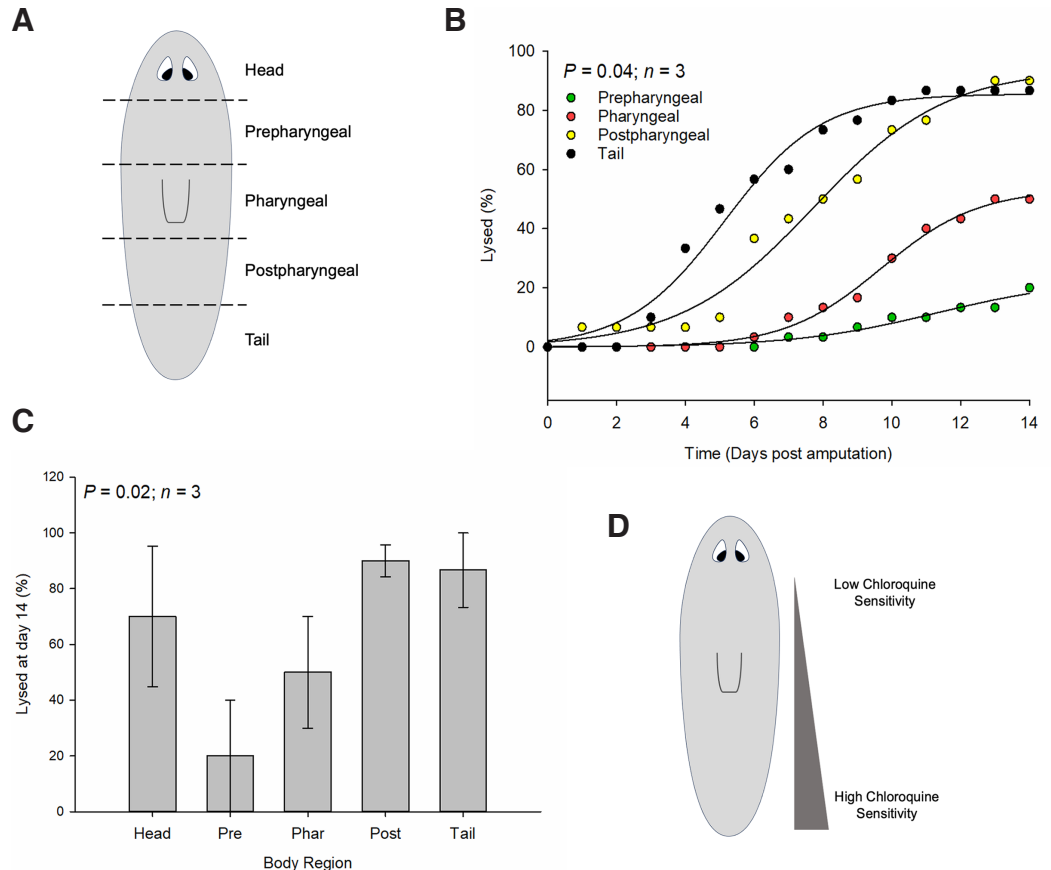 A
Head
Prepharyngeal
Pharyngeal
Postpharyngeal
Tail
B
P = 0.04; n = 3
Prepharyngeal
Pharyngeal
Postpharyngeal
Tail
100
80
60
40
20
0
Lysed (%)
0 2 4 6 8 10 12 14
Time (Days post amputation)
C
P = 0.02; n = 3
120
100
80
60
40
20
0
Lysed at day 14 (%)
Head Pre Phar Post Tail
Body Region
D
Low Chloroquine
Sensitivity
High Chloroquine
Sensitivity